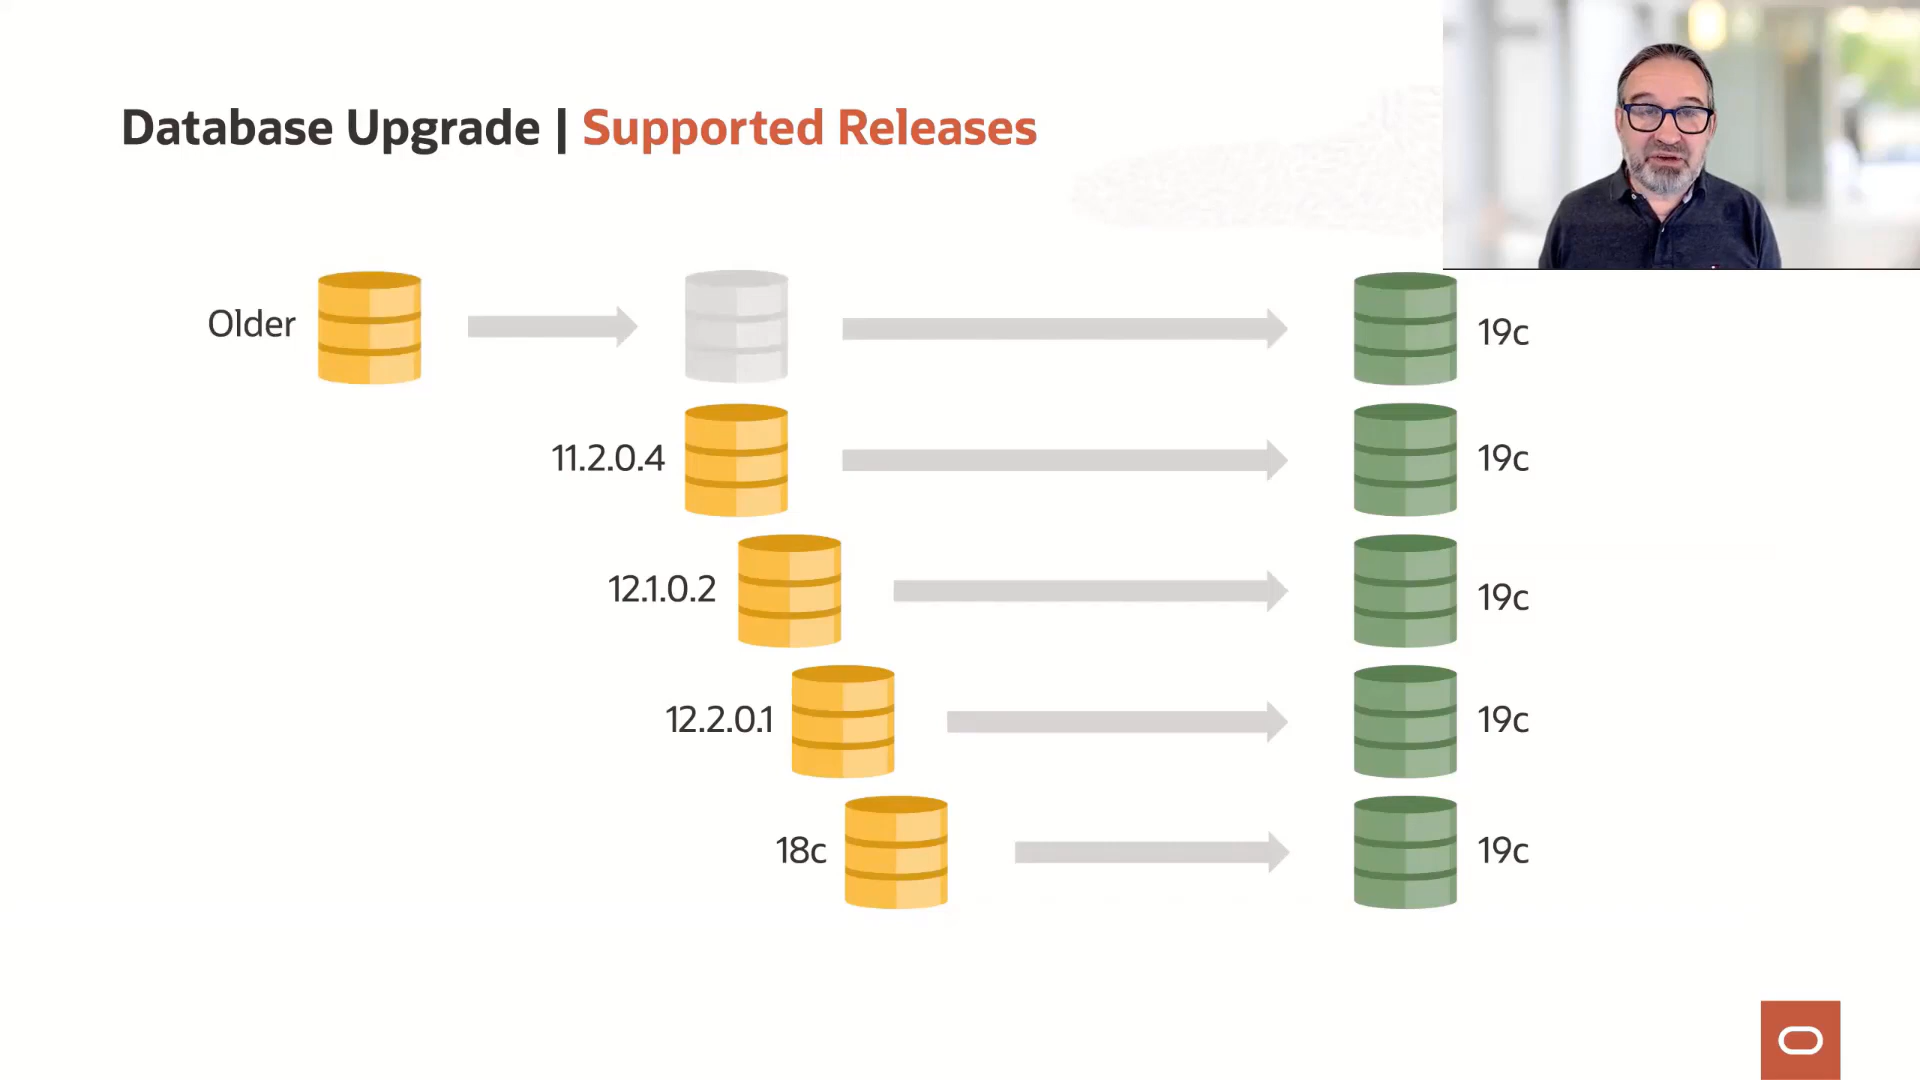 Database Upgrade | Supported Releases
Older
19c
11.2.0.4
19c
12.1.0.2
19c
12.2.0.1
19c
18c
19c